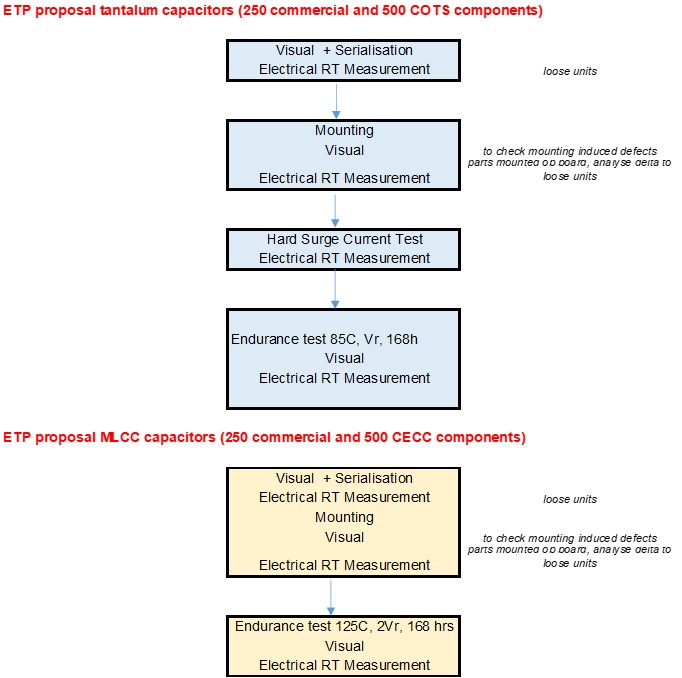 ETP proposal tantalum capacitors (250 commercial and 500 COTS components)
Visual + Serialisation
Electrical RT Measurement
loose units
Mounting
Visual
Electrical RT Measurement
to check mounting induced defects
parts mounted op board, analyse delta to
loose units
Hard Surge Current Test
Electrical RT Measurement
Endurance test 85C, Vr, 168h
Visual
Electrical RT Measurement
ETP proposal MLCC capacitors (250 commercial and 500 CECC components)
Visual + Serialisation
Electrical RT Measurement
loose units
Mounting
Visual
Electrical RT Measurement
to check mounting induced defects
parts mounted op board, analyse delta to
loose units
Endurance test 125C, 2Vr, 168 hrs
Visual
Electrical RT Measurement